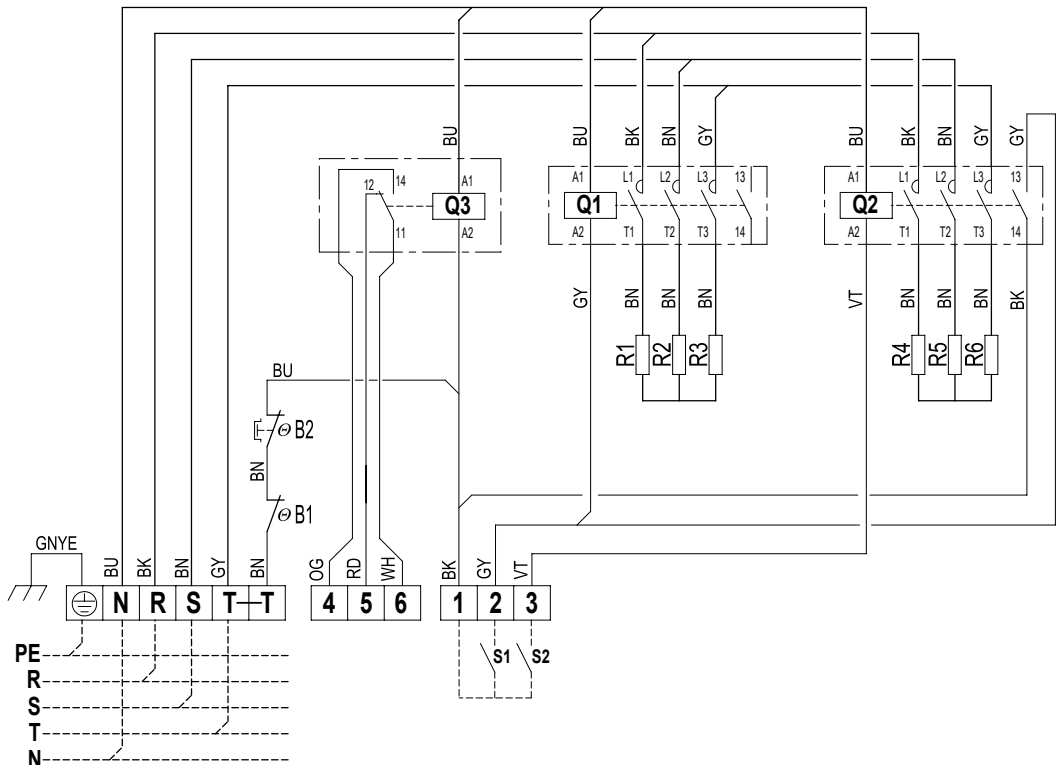 BU BU BK BN GY BU BK BN GY GY
12 14 A1 A1 L1 L2 L3 13 A1 L1 L2 L3 13
Q3 Q1 Q2
11 A2 A2 T1 T2 T3 14 A2 T1 T2 T3 14
GY BN BN BN VT BN BN BN BK
R1 R2 R3 R4 R5 R6
BU
Θ B2
BN
Θ B1
GNYE
BU BK BN GY BN OG RD WH BK GY VT
N R S T T 4 5 6 1 2 3
S1 S2
PE
R
S
T
N